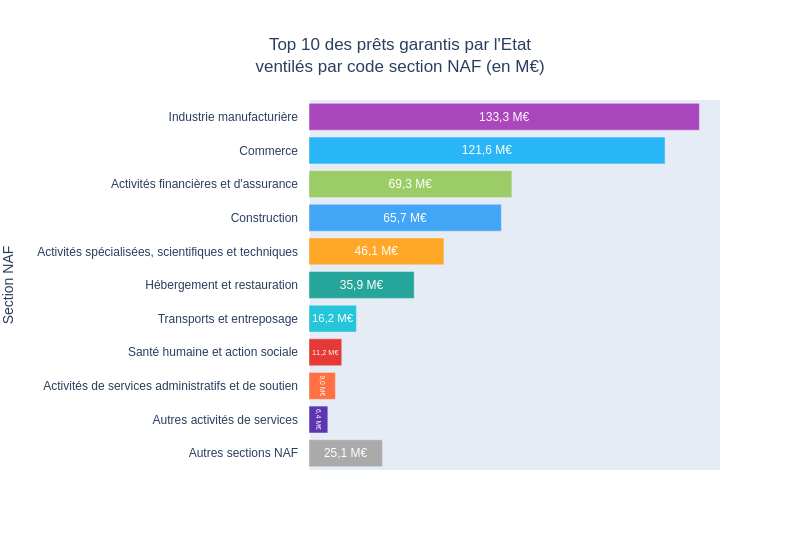 Top 10 des prêts garantis par l'Etat
ventilés par code section NAF (en M€)
Section NAF
Industrie manufacturière 133,3 M€
Commerce 121,6 M€
Activités financières et d'assurance 69,3 M€
Construction 65,7 M€
Activités spécialisées, scientifiques et techniques 46,1 M€
Hébergement et restauration 35,9 M€
Transports et entreposage 16,2 M€
Santé humaine et action sociale 11,2 M€
Activités de services administratifs et de soutien 9,0 M€
Autres activités de services 6,4 M€
Autres sections NAF 25,1 M€